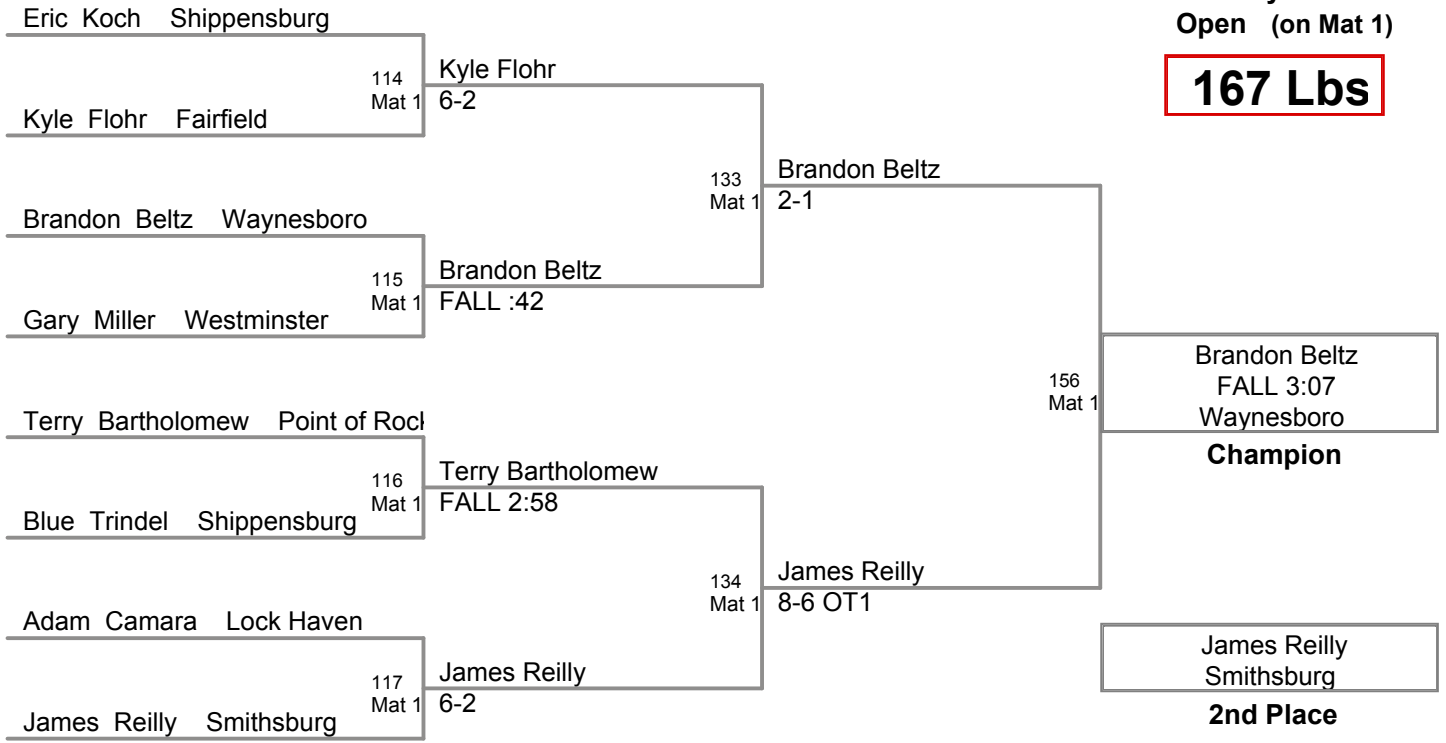 Open (on Mat 1)
167 Lbs
Eric Koch Shippensburg
114
Mat 1
Kyle Flohr
6-2
Kyle Flohr Fairfield
133
Mat 1
Brandon Beltz
2-1
Brandon Beltz Waynesboro
115
Mat 1
Brandon Beltz
FALL :42
Gary Miller Westminster
156
Mat 1
Brandon Beltz
FALL 3:07
Waynesboro
Champion
Terry Bartholomew Point of
116
Mat 1
Terry Bartholomew
FALL 2:58
Blue Trindel Shippensburg
134
Mat 1
James Reilly
8-6 OT1
Adam Camara Lock Haven
117
Mat 1
James Reilly
6-2
James Reilly Smithsburg
James Reilly
Smithsburg
2nd Place